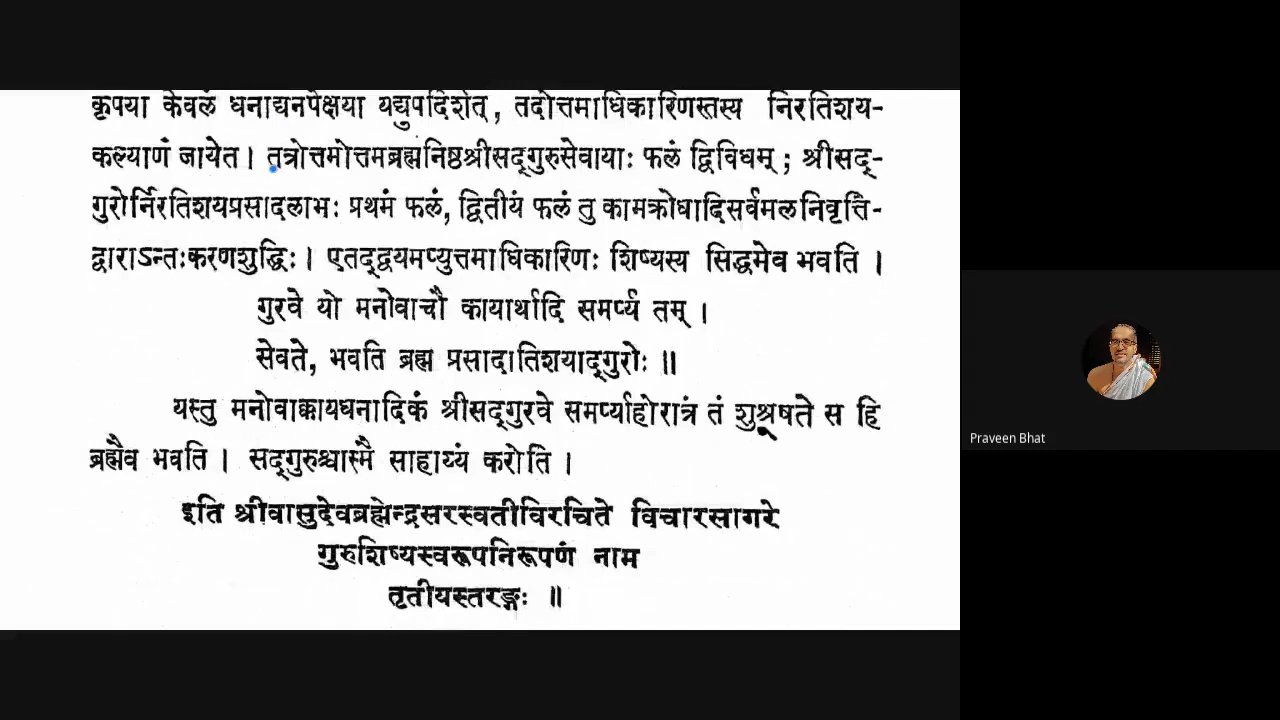 कृपया केवलं धनाद्यनपेक्षया यद्युपदिशेत्, तदोत्तमाधिकारिणस्तस्य निरतिशय-
कल्याणं जायेत। तत्रोत्तमोत्तमब्रह्मनिष्ठश्रीसद्गुरुसेवायाः फलं द्विविधम्; श्रीसद्-
गुरोर्निरतिशयप्रसादलाभः प्रथमं फलं, द्वितीयं फलं तु कामक्रोधादिसर्वमलनिवृत्ति-
द्वाराऽन्तःकरणशुद्धिः। एतद्द्वयमप्युत्तमाधिकारिणः शिष्यस्य सिद्धमेव भवति।
गुरवे यो मनोवाचौ कायार्थादि समर्प्य तम्।
सेवते, भवति ब्रह्म प्रसादातिशयाद्गुरोः॥
यस्तु मनोवाक्कायधनादिकं श्रीसद्गुरवे समर्प्याहोरात्रं तं शुश्रूषते स हि
ब्रह्मैव भवति। सद्गुरुश्चास्मै साहाय्यं करोति।
इति श्रीवासुदेवब्रह्मेन्द्रसरस्वतीविरचिते विचारसागरे
गुरुशिष्यस्वरूपनिरूपणं नाम
तृतीयस्तरङ्गः॥
Praveen Bhat